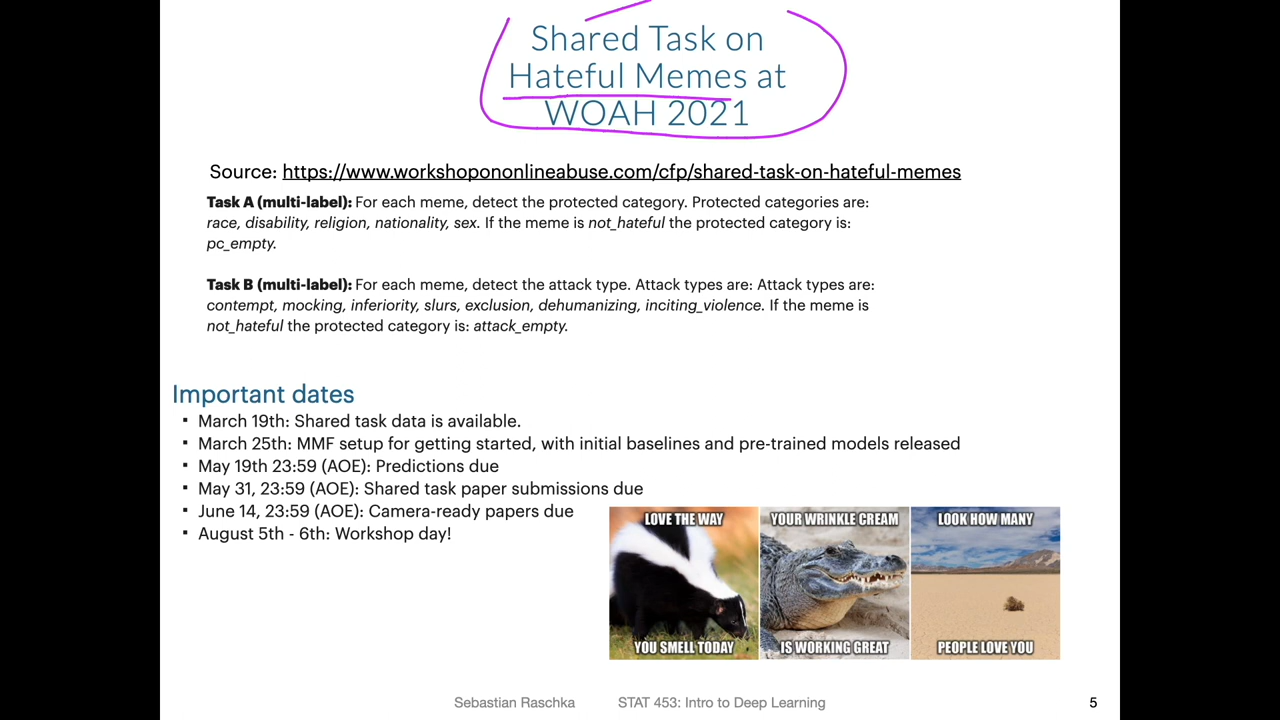 Shared Task on
Hateful Memes at
WOAH 2021
Source: https://www.workshopononlineabuse.com/cfp/shared-task-on-hateful-memes
Task A (multi-label): For each meme, detect the protected category. Protected categories are:
race, disability, religion, nationality, sex. If the meme is not_hateful the protected category is:
pc_empty.
Task B (multi-label): For each meme, detect the attack type. Attack types are: Attack types are:
contempt, mocking, inferiority, slurs, exclusion, dehumanizing, inciting_violence. If the meme is
not_hateful the protected category is: attack_empty.
Important dates
▪ March 19th: Shared task data is available.
▪ March 25th: MMF setup for getting started, with initial baselines and pre-trained models released
▪ May 19th 23:59 (AOE): Predictions due
▪ May 31, 23:59 (AOE): Shared task paper submissions due
▪ June 14, 23:59 (AOE): Camera-ready papers due
▪ August 5th - 6th: Workshop day!
LOVE THE WAY
YOU SMELL TODAY
YOUR WRINKLE CREAM
IS WORKING GREAT
LOOK HOW MANY
PEOPLE LOVE YOU
Sebastian Raschka STAT 453: Intro to Deep Learning 5